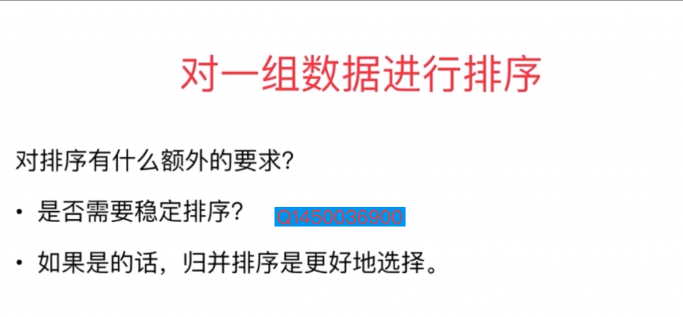 对一组数据进行排序
对排序有什么额外的要求？
• 是否需要稳定排序？
Q1450036900
• 如果是的话，归并排序是更好地选择。